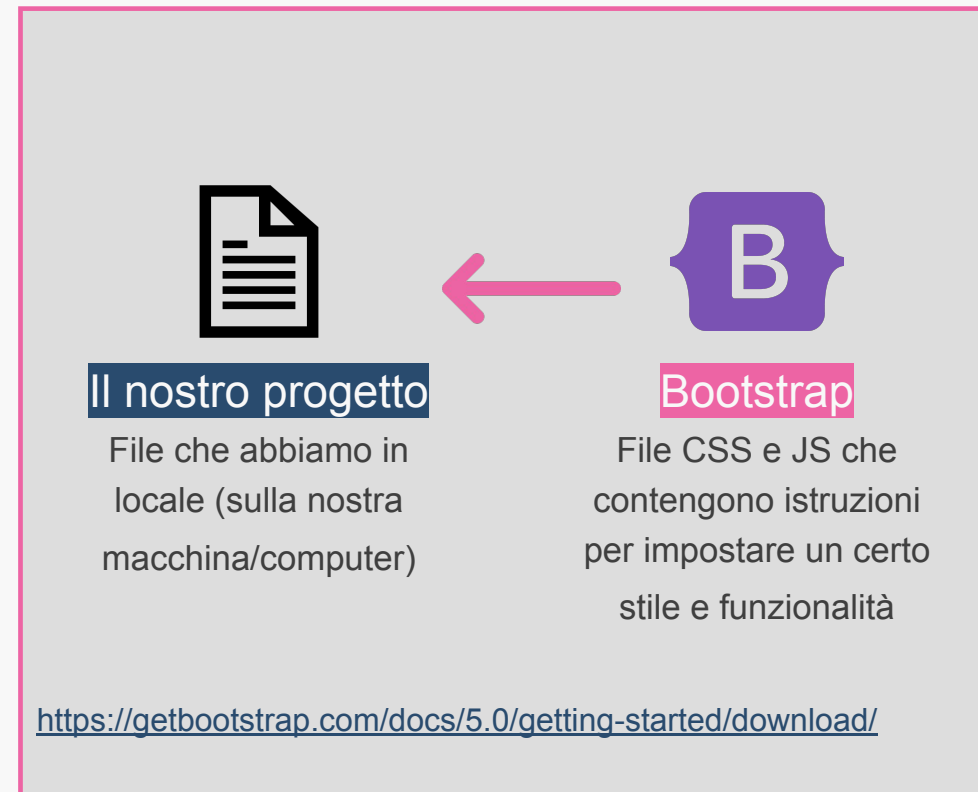 B
Il nostro progetto
File che abbiamo in
locale (sulla nostra
macchina/computer)
Bootstrap
File CSS e JS che
contengono istruzioni
per impostare un certo
stile e funzionalità
https://getbootstrap.com/docs/5.0/getting-started/download/